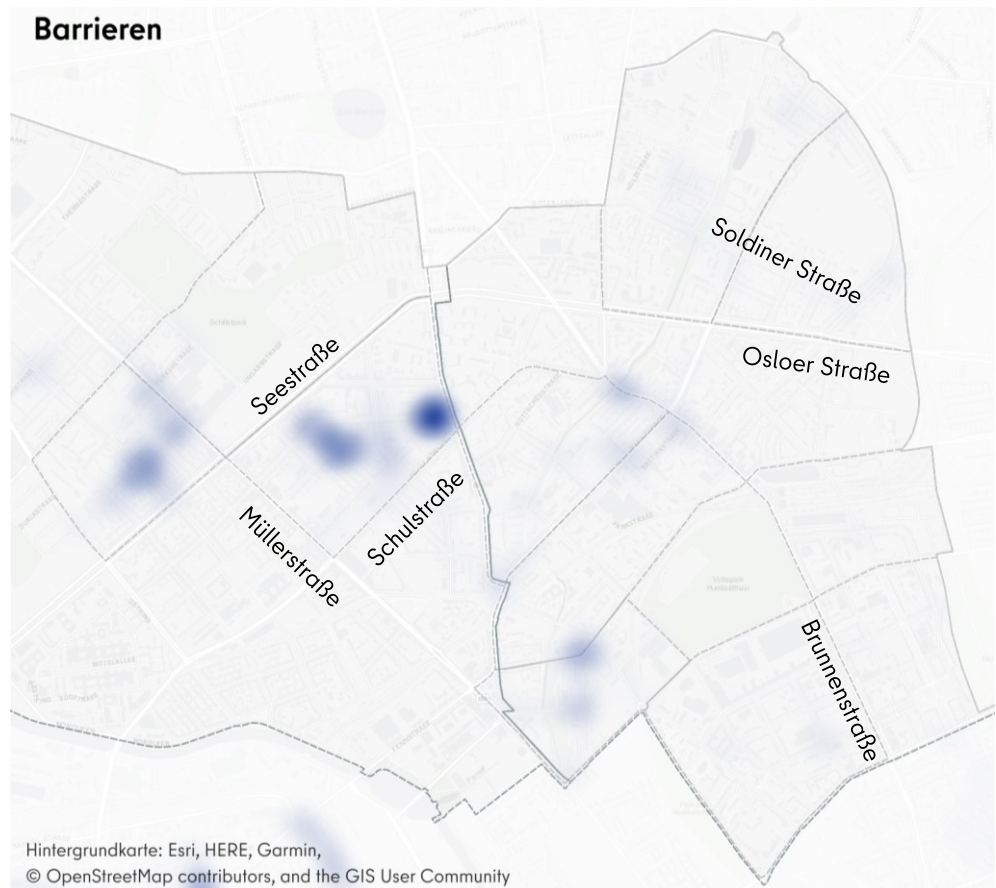 Barrieren
Soldiner Straße
Osloer Straße
Seestraße
Schulstraße
Müllerstraße
Brunnenstraße
Hintergrundkarte: Esri, HERE, Garmin,
© OpenStreetMap contributors, and the GIS User Community